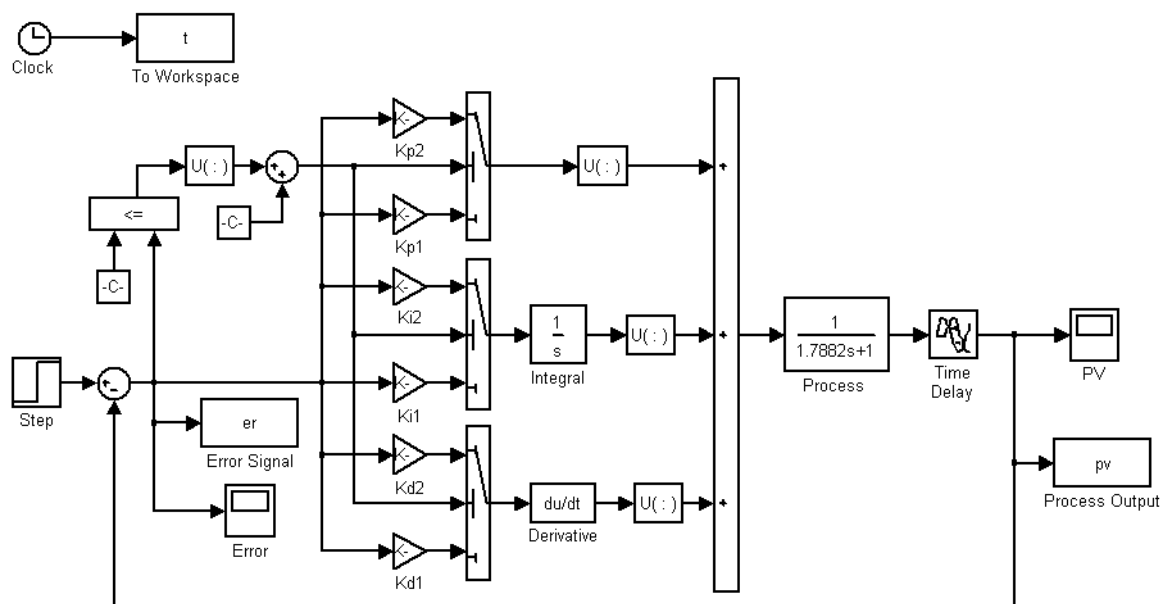 t
Clock
To Workspace
K-
Kp2
U( : )
+
+
U( : )
+
<=
-C-
K-
Kp1
-C-
K-
Ki2
1
s
Integral
U( : )
+
1
1.7882s+1
Process
Time
Delay
PV
Step
+
-
K-
Ki1
er
Error Signal
K-
Kd2
pv
Process Output
Error
du/dt
Derivative
U( : )
+
K-
Kd1